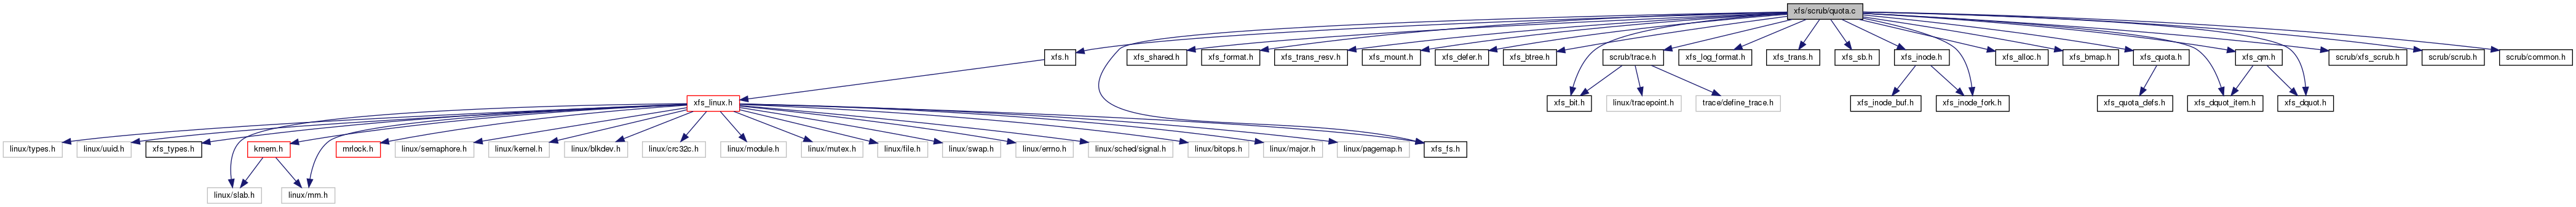 xfs/scrub/quota.c
xfs.h
xfs_shared.h
xfs_format.h
xfs_trans_resv.h
xfs_mount.h
xfs_defer.h
xfs_btree.h
scrub/trace.h
xfs_log_format.h
xfs_trans.h
xfs_sb.h
xfs_inode.h
xfs_alloc.h
xfs_bmap.h
xfs_quota.h
xfs_qm.h
scrub/xfs_scrub.h
scrub/scrub.h
scrub/common.h
xfs_linux.h
xfs_bit.h
linux/tracepoint.h
trace/define_trace.h
xfs_inode_buf.h
xfs_inode_fork.h
xfs_quota_defs.h
xfs_dquot_item.h
xfs_dquot.h
linux/types.h
linux/uuid.h
xfs_types.h
kmem.h
mrlock.h
linux/semaphore.h
linux/kernel.h
linux/blkdev.h
linux/crc32c.h
linux/module.h
linux/mutex.h
linux/file.h
linux/swap.h
linux/errno.h
linux/sched/signal.h
linux/bitops.h
linux/major.h
linux/pagemap.h
xfs_fs.h
linux/slab.h
linux/mm.h